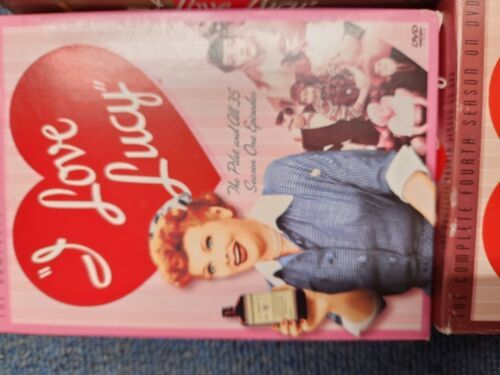 "I Love
Lucy"
The Pilot and All 35
Season One Episodes
DVD
THE COMPLETE FOURTH SEASON ON DVD